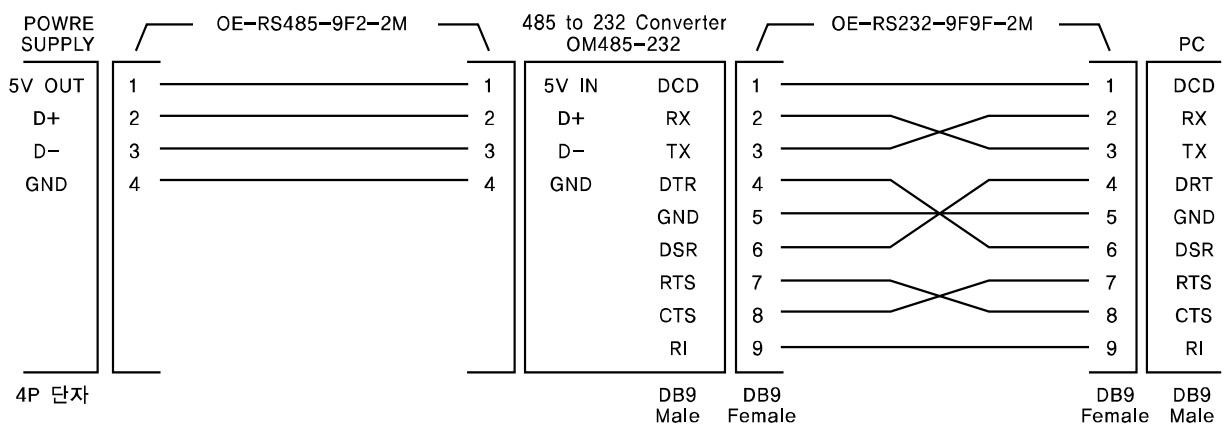 POWRE SUPPLY OE-RS485-9F2-2M 485 to 232 Converter OM485-232 OE-RS232-9F9F-2M PC
5V OUT 1 1 5V IN DCD 1 1 DCD
D+ 2 2 D+ RX 2 2 RX
D- 3 3 D- TX 3 3 TX
GND 4 4 GND DTR 4 4 DRT
GND 5 5 GND
DSR 6 6 DSR
RTS 7 7 RTS
CTS 8 8 CTS
RI 9 9 RI
4P 단자 DB9 Male DB9 Female DB9 Female DB9 Male